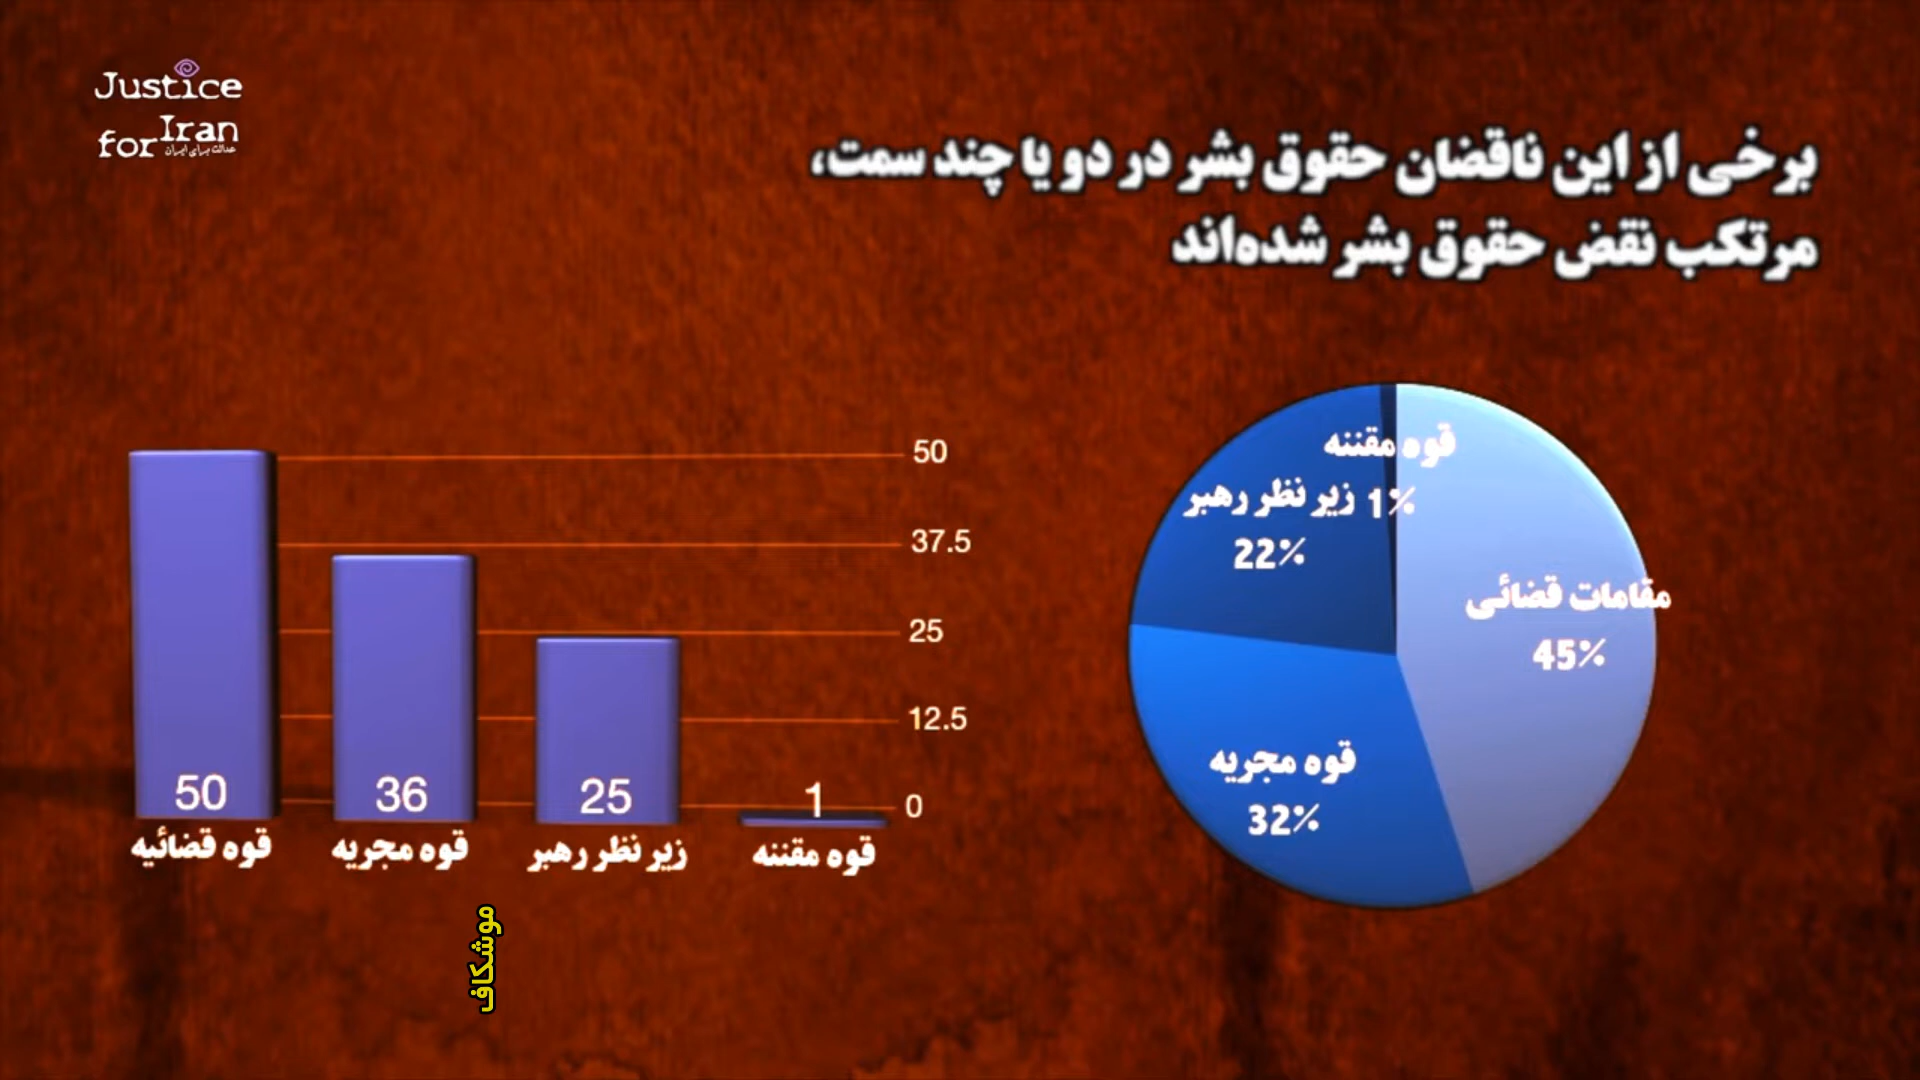 Justice
for Iran
عدالت برای ایران
برخی از این ناقضان حقوق بشر در دو یا چند سمت،
مرتکب نقض حقوق بشر شده‌اند
50
37.5
25
12.5
0
50
36
25
1
قوه قضائیه
قوه مجریه
زیر نظر رهبر
قوه مقننه
قوه مقننه
1%
زیر نظر رهبر
22%
مقامات قضائی
45%
قوه مجریه
32%
موشکاف